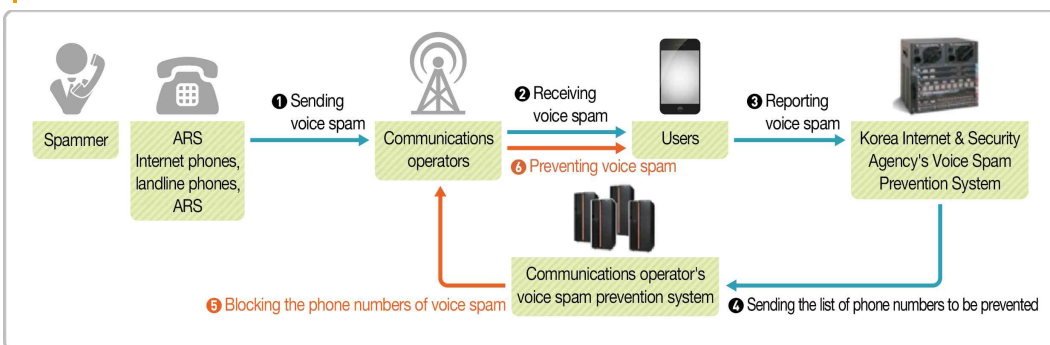 Spammer
ARS
Internet phones,
landline phones,
ARS
❶ Sending
voice spam
Communications
operators
❷ Receiving
voice spam
❻ Preventing voice spam
Users
❸ Reporting
voice spam
Korea Internet & Security
Agency's Voice Spam
Prevention System
❹ Sending the list of phone numbers to be prevented
Communications operator's
voice spam prevention system
❺ Blocking the phone numbers of voice spam